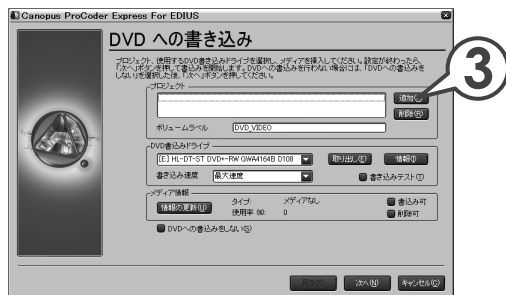 Canopus ProCoder Express For EDIUS
DVD への書き込み
プロジェクト、使用するDVD書き込みドライブを選択し、メディアを挿入してください。設定が終わったら、
「次へ」ボタンを押して書き込みを開始します。DVDへの書き込みを行わない場合には、「DVDへの書き込みを
しない」を選択した後、「次へ」ボタンを押してください。
プロジェクト
追加(
3
削除(R)
ボリュームラベル DVD_VIDEO
DVD書込みドライブ
[E:] HL-DT-ST DVD+-RW GWA4164B D108 取り出し(E) 情報(I)
書き込み速度 最大速度 書き込みテスト(T)
メディア情報
情報の更新(U) タイプ: メディアなし 書込み可
使用率 (%): 0 削除可
DVDへの書込みをしない(S)
次へ(N) キャンセル(C)